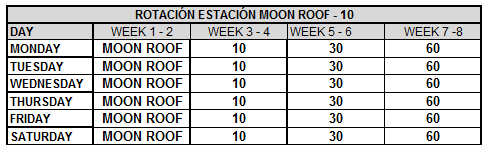 ROTACIÓN ESTACIÓN MOON ROOF - 10
DAY WEEK 1 - 2 WEEK 3 - 4 WEEK 5 - 6 WEEK 7 -8
MONDAY MOON ROOF 10 30 60
TUESDAY MOON ROOF 10 30 60
WEDNESDAY MOON ROOF 10 30 60
THURSDAY MOON ROOF 10 30 60
FRIDAY MOON ROOF 10 30 60
SATURDAY MOON ROOF 10 30 60